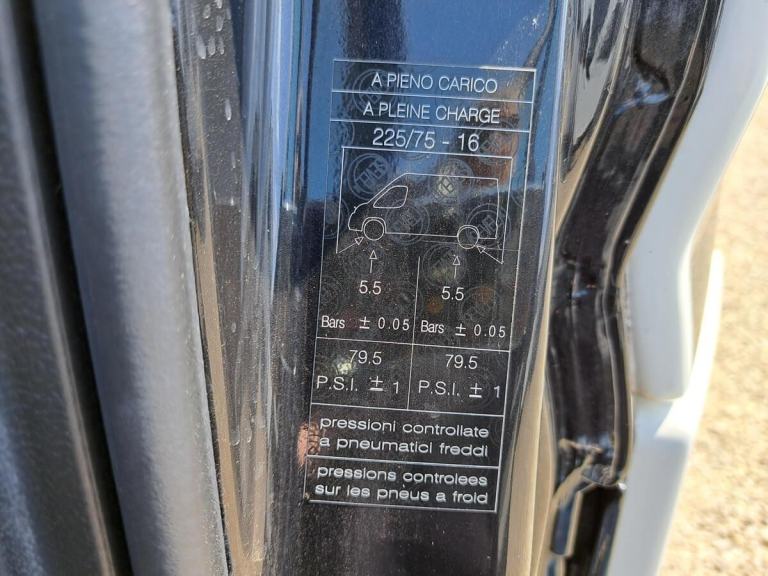 A PIENO CARICO
A PLEINE CHARGE
225/75 - 16
5.5 5.5
Bars ± 0.05 Bars ± 0.05
79.5 79.5
P.S.I. ± 1 P.S.I. ± 1
pressioni controllate
a pneumatici freddi
pressions controlees
sur les pneus a froid